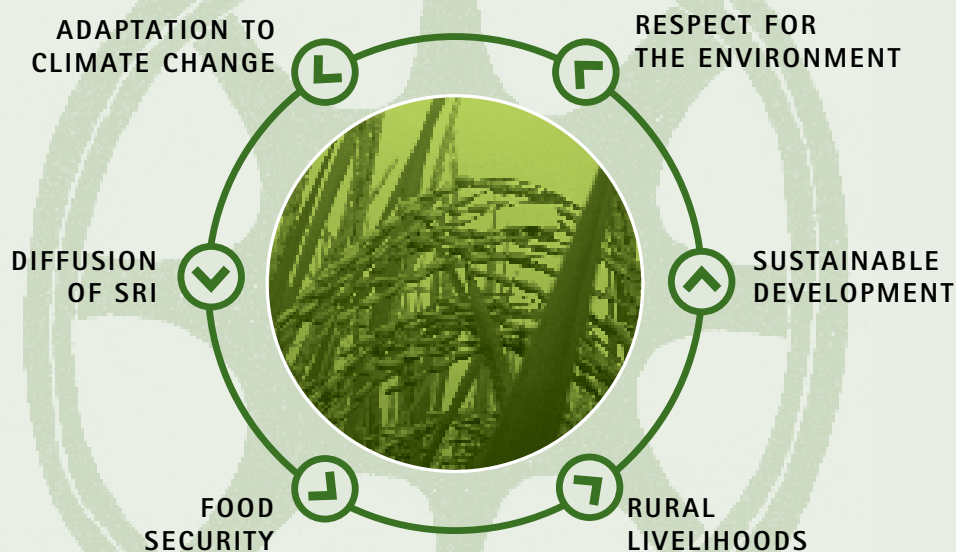 ADAPTATION TO
CLIMATE CHANGE
RESPECT FOR
THE ENVIRONMENT
DIFFUSION
OF SRI
SUSTAINABLE
DEVELOPMENT
FOOD
SECURITY
RURAL
LIVELIHOODS